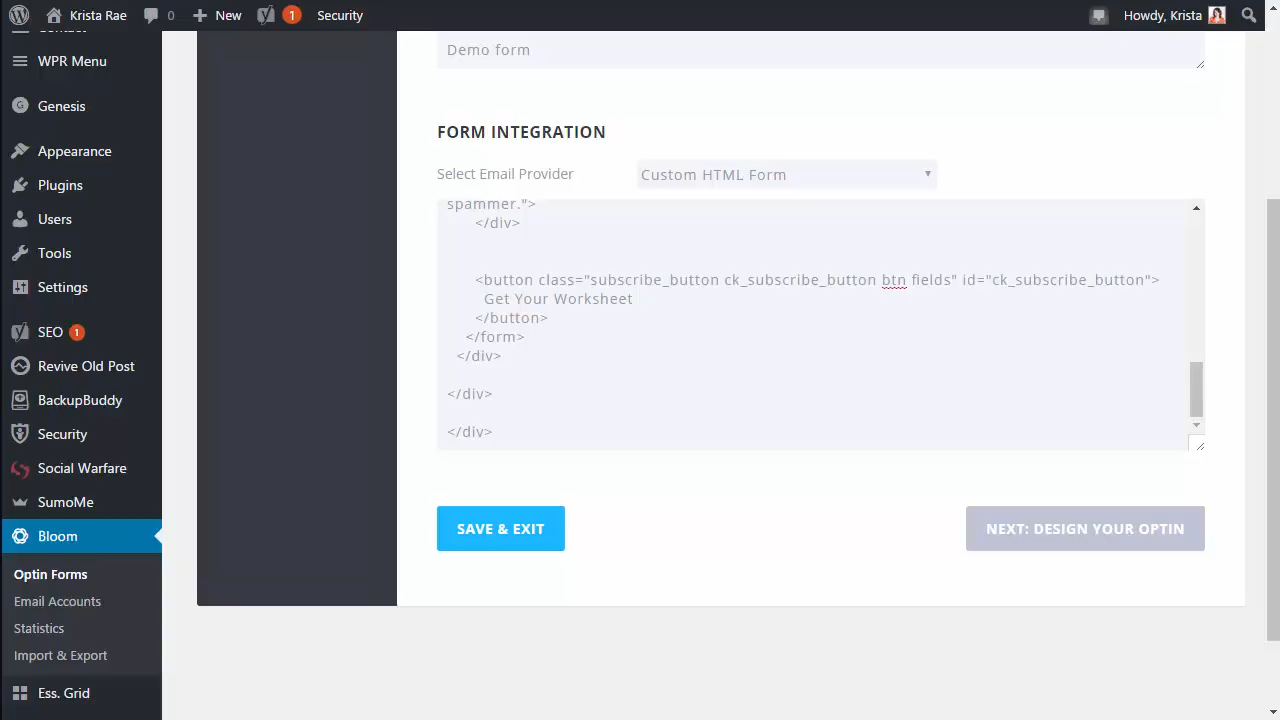 Krista Rae
0
New
1
Security
Howdy, Krista
Contact
WPR Menu
Genesis
Appearance
Plugins
Users
Tools
Settings
SEO 1
Revive Old Post
BackupBuddy
Security
Social Warfare
SumoMe
Bloom
Optin Forms
Email Accounts
Statistics
Import & Export
Ess. Grid
Demo form
FORM INTEGRATION
Select Email Provider
Custom HTML Form
spammer.">
</div>
<button class="subscribe_button ck_subscribe_button btn fields" id="ck_subscribe_button">
Get Your Worksheet
</button>
</form>
</div>
</div>
</div>
SAVE & EXIT
NEXT: DESIGN YOUR OPTIN